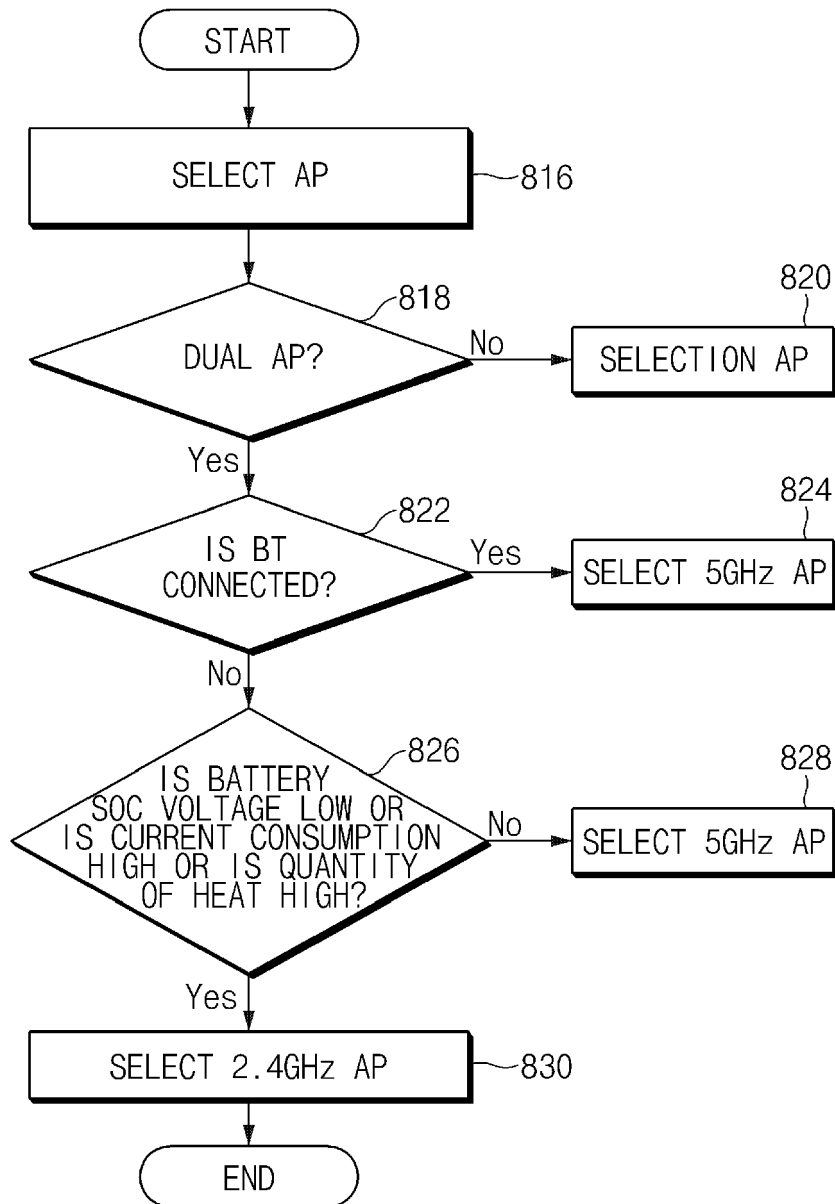 START
SELECT AP
816
818
DUAL AP?
No
820
SELECTION AP
Yes
822
IS BT
CONNECTED?
Yes
824
SELECT 5GHz AP
No
826
IS BATTERY
SOC VOLTAGE LOW OR
IS CURRENT CONSUMPTION
HIGH OR IS QUANTITY
OF HEAT HIGH?
No
828
SELECT 5GHz AP
Yes
SELECT 2.4GHz AP
830
END